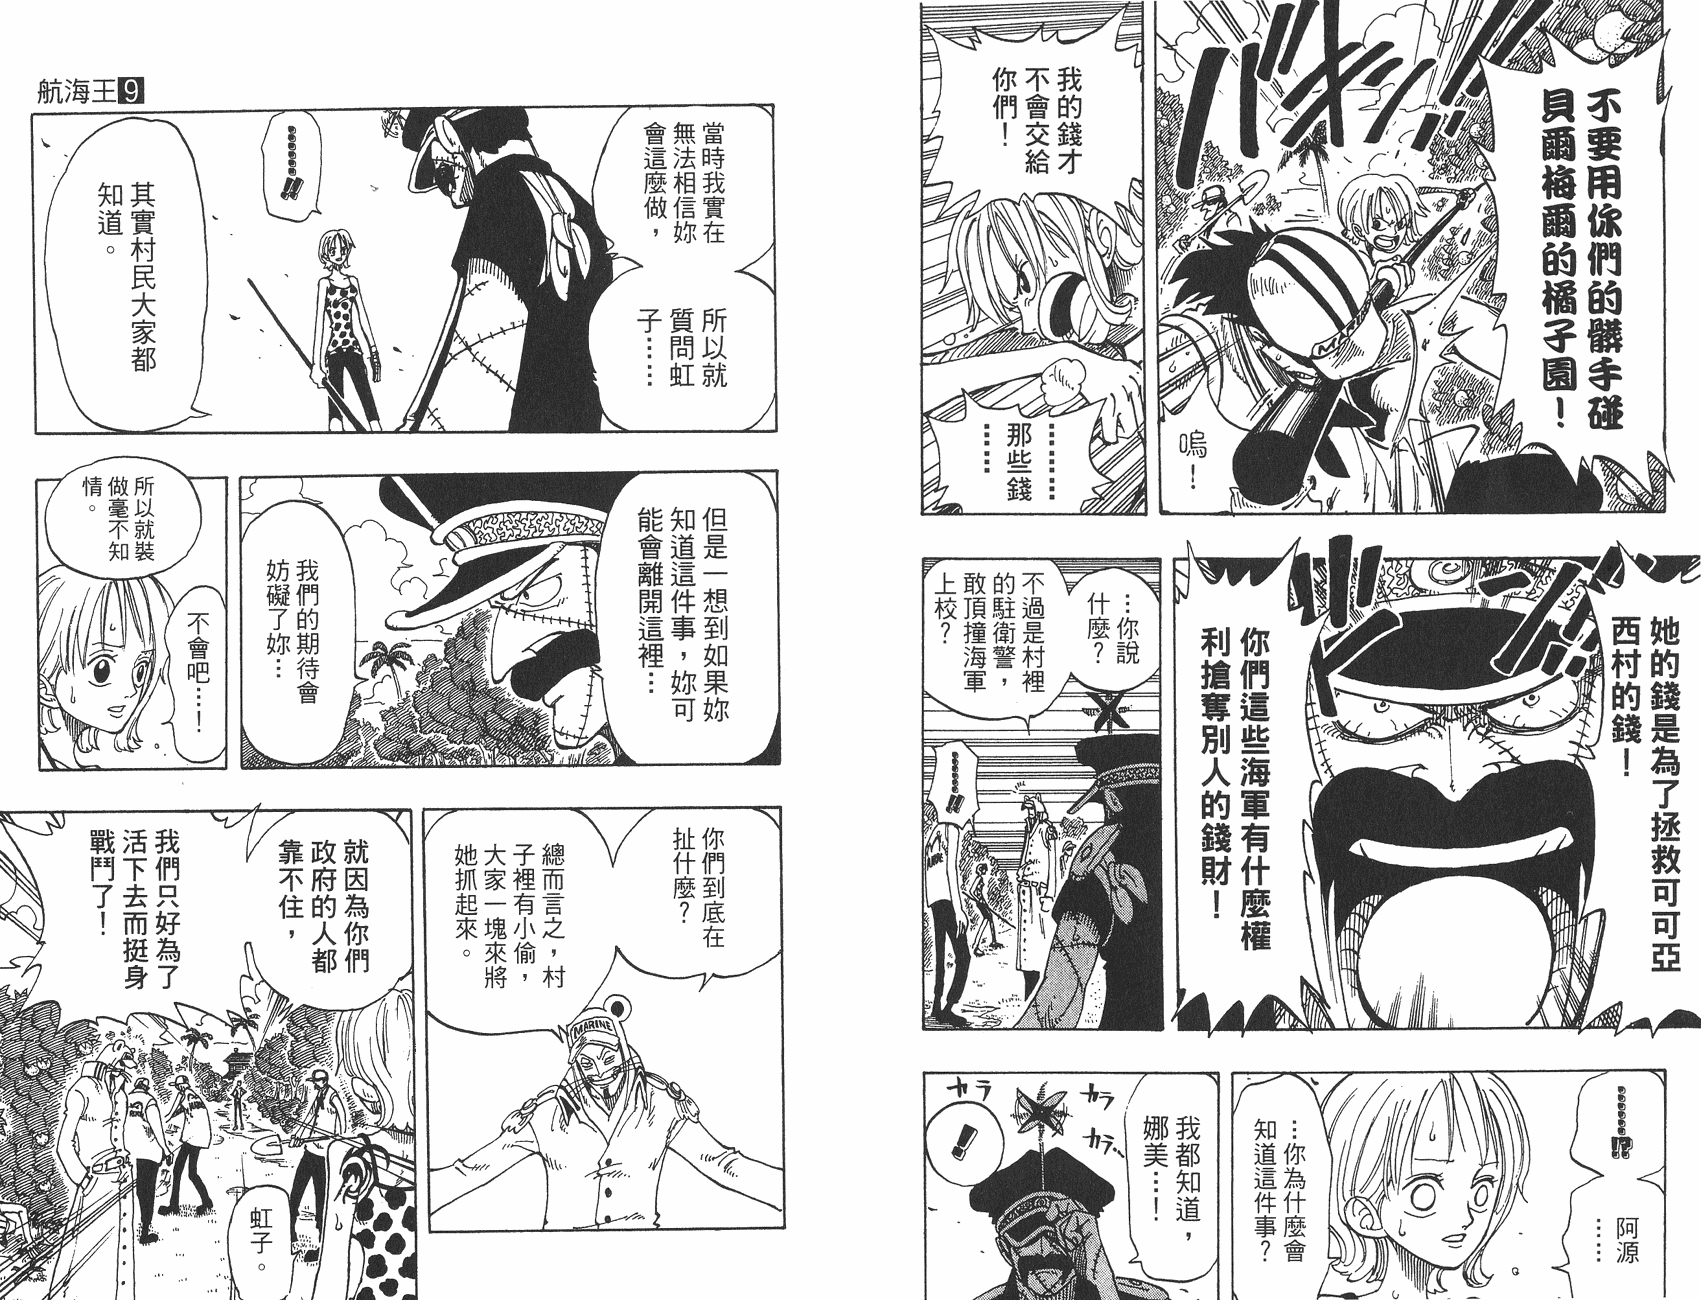 不要用你們的髒手碰
貝爾梅爾的橘子園！
嗚！
我的錢才
不會交給
你們！
…………
那些錢
……
她的錢是為了拯救可可亞
西村的錢！
你們這些海軍有什麼權
利搶奪別人的錢財！
…你說
什麼？
不過是村裡
的駐衛警，
敢頂撞海軍
上校？
………!!
………!?
阿源
……
…你為什麼會
知道這件事？
我都知道，
娜美…！
カラ
カラ…
カラ
!
航海王9
當時我實在
無法相信妳
會這麼做，
所以就
質問虹
子……
………!!
其實村民大家都
知道。
但是一想到如果妳
知道這件事，妳可
能會離開這裡…
我們的期待會
妨礙了妳…
所以就裝
做毫不知
情。
不會吧…！
你們到底在
扯什麼？
總而言之，村
子裡有小偷，
大家一塊來將
她抓起來。
MARINE
就因為你們
政府的人都
靠不住，
我們只好為了
活下去而挺身
戰鬥了！
虹子。